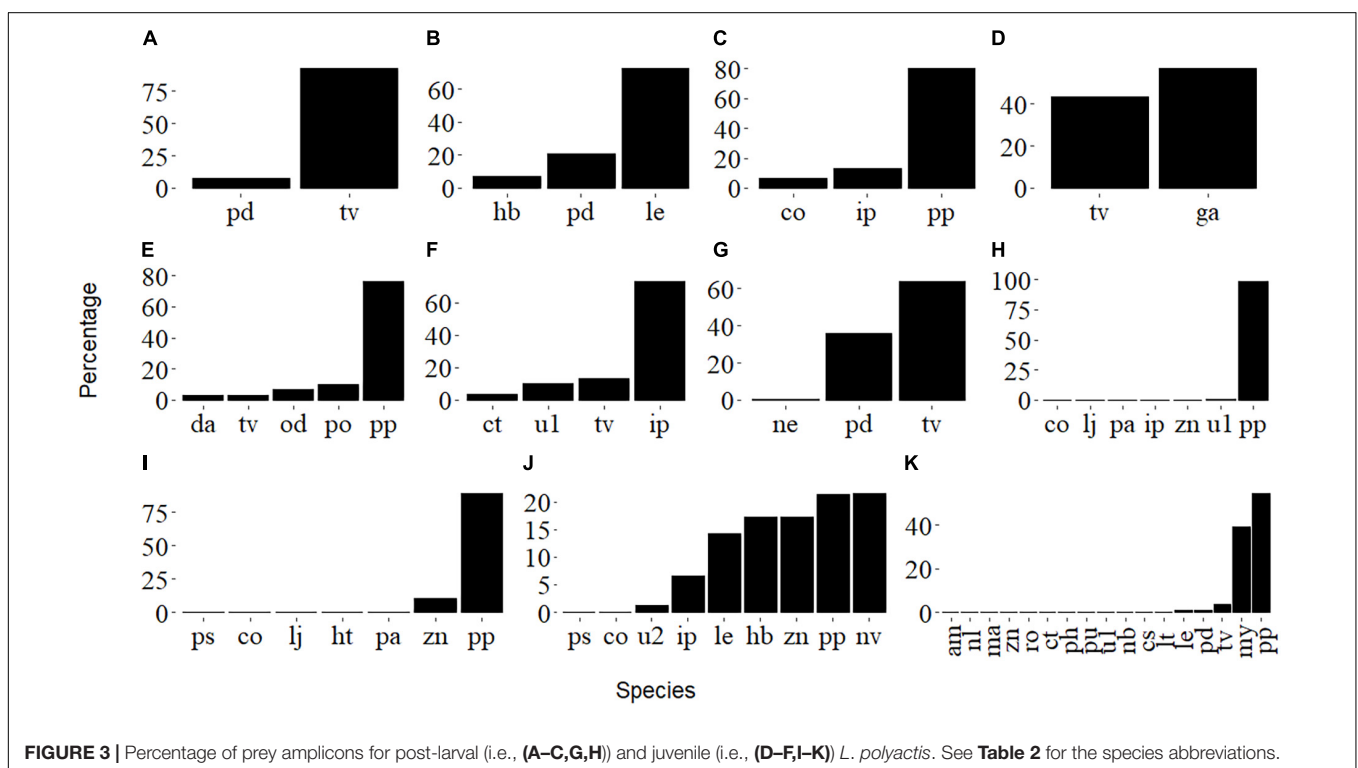 A B C D
75-
50-
25-
0-
pd tv
60-
40-
20-
0-
hb pd le
80-
60-
40-
20-
0-
co ip pp
40-
20-
0-
tv ga
E F G H
Percentage
80-
60-
40-
20-
0-
da tv od po pp
60-
40-
20-
0-
ct u1 tv ip
60-
40-
20-
0-
ne pd tv
100-
75-
50-
25-
0-
co lj pa ip zn u1 pp
I J K
75-
50-
25-
0-
ps co lj ht pa zn pp
20-
15-
10-
5-
0-
ps co u2 ip le hb zn pp nv
40-
20-
0-
am nl ma zn ro ct ph pu u1 nb cs lt le pd tv my pp
Species
FIGURE 3 | Percentage of prey amplicons for post-larval (i.e., (A–C,G,H)) and juvenile (i.e., (D–F,I–K)) L. polyactis. See Table 2 for the species abbreviations.